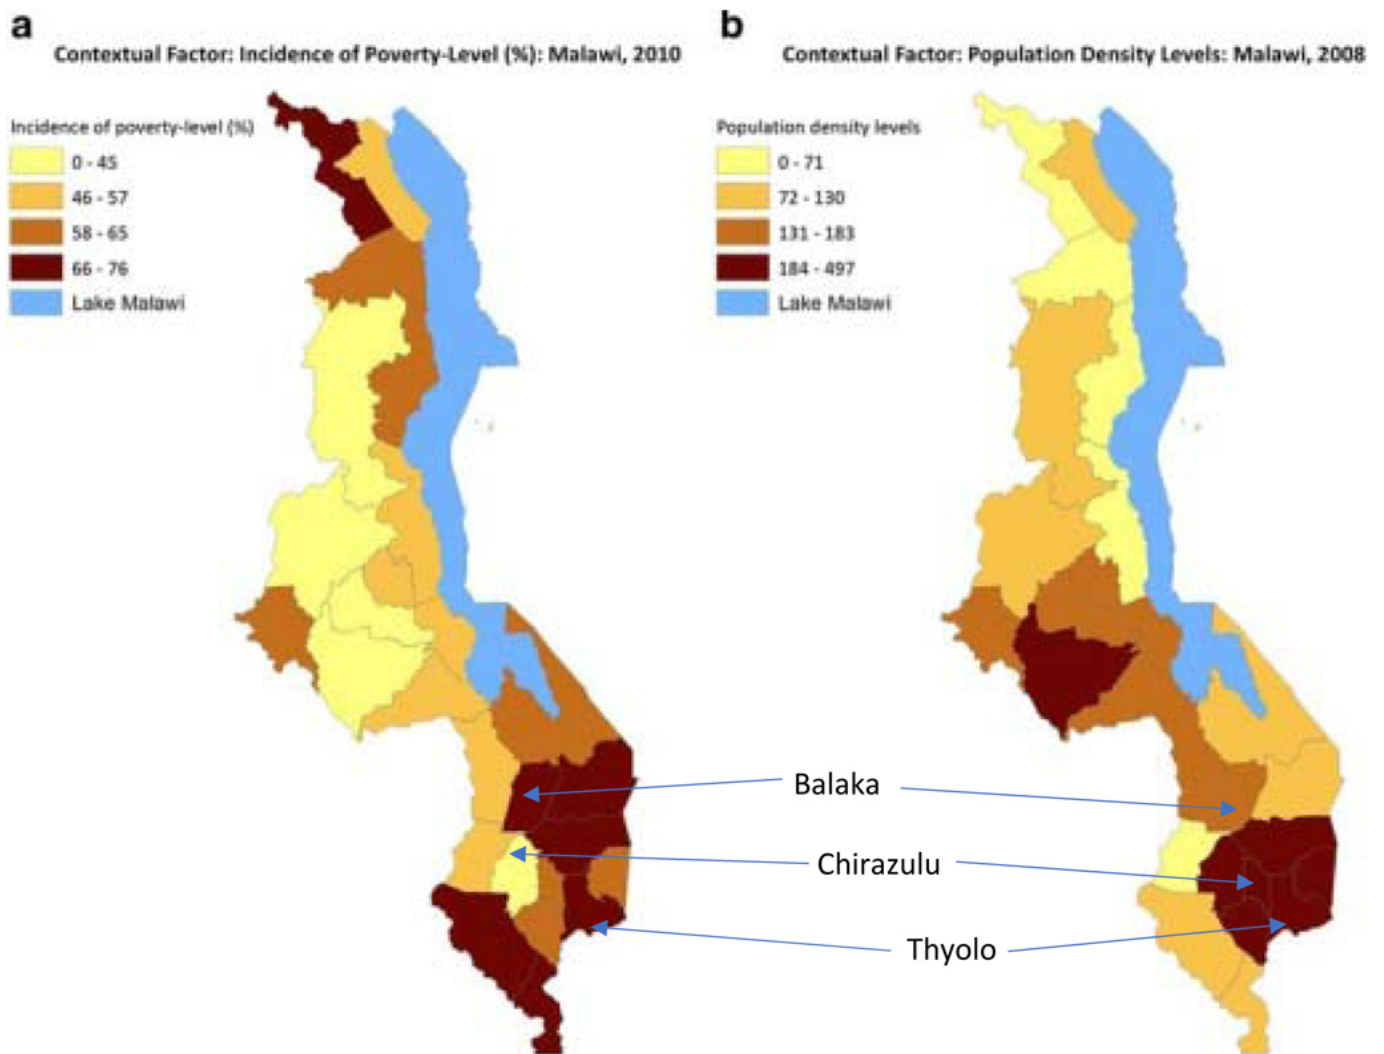 a
Contextual Factor: Incidence of Poverty-Level (%): Malawi, 2010
Incidence of poverty-level (%)
0 - 45
46 - 57
58 - 65
66 - 76
Lake Malawi
b
Contextual Factor: Population Density Levels: Malawi, 2008
Population density levels
0 - 71
72 - 130
131 - 183
184 - 497
Lake Malawi
Balaka
Chirazulu
Thyolo